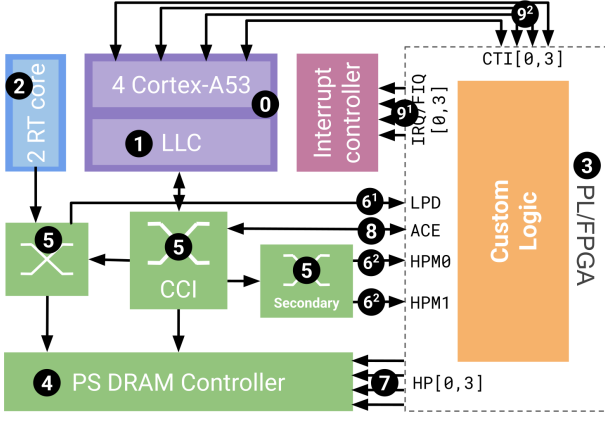 9²
CTI[0,3]
2
2 RT core
4 Cortex-A53
0
1
LLC
Interrupt
controller
9¹
IRQ/FIQ
[0,3]
Custom
Logic
3
PL/FPGA
6¹
LPD
8
ACE
5
5
CCI
5
Secondary
6²
HPM0
6²
HPM1
4
PS DRAM Controller
7
HP[0,3]